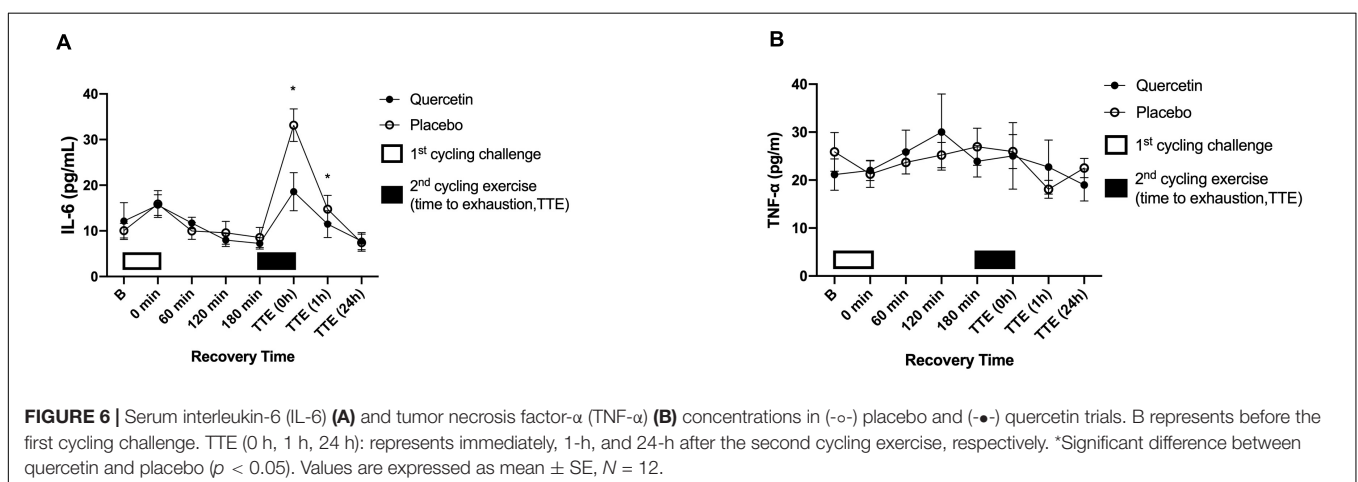 A
IL-6 (pg/mL)
40
30
20
10
0
*
*
B
0 min
60 min
120 min
180 min
TTE (0h)
TTE (1h)
TTE (24h)
Recovery Time
Quercetin
Placebo
1st cycling challenge
2nd cycling exercise
(time to exhaustion,TTE)
B
TNF-α (pg/m)
40
30
20
10
0
B
0 min
60 min
120 min
180 min
TTE (0h)
TTE (1h)
TTE (24h)
Recovery Time
Quercetin
Placebo
1st cycling challenge
2nd cycling exercise
(time to exhaustion,TTE)
FIGURE 6 | Serum interleukin-6 (IL-6) (A) and tumor necrosis factor-α (TNF-α) (B) concentrations in (-○-) placebo and (-●-) quercetin trials. B represents before the
first cycling challenge. TTE (0 h, 1 h, 24 h): represents immediately, 1-h, and 24-h after the second cycling exercise, respectively. *Significant difference between
quercetin and placebo (p < 0.05). Values are expressed as mean ± SE, N = 12.